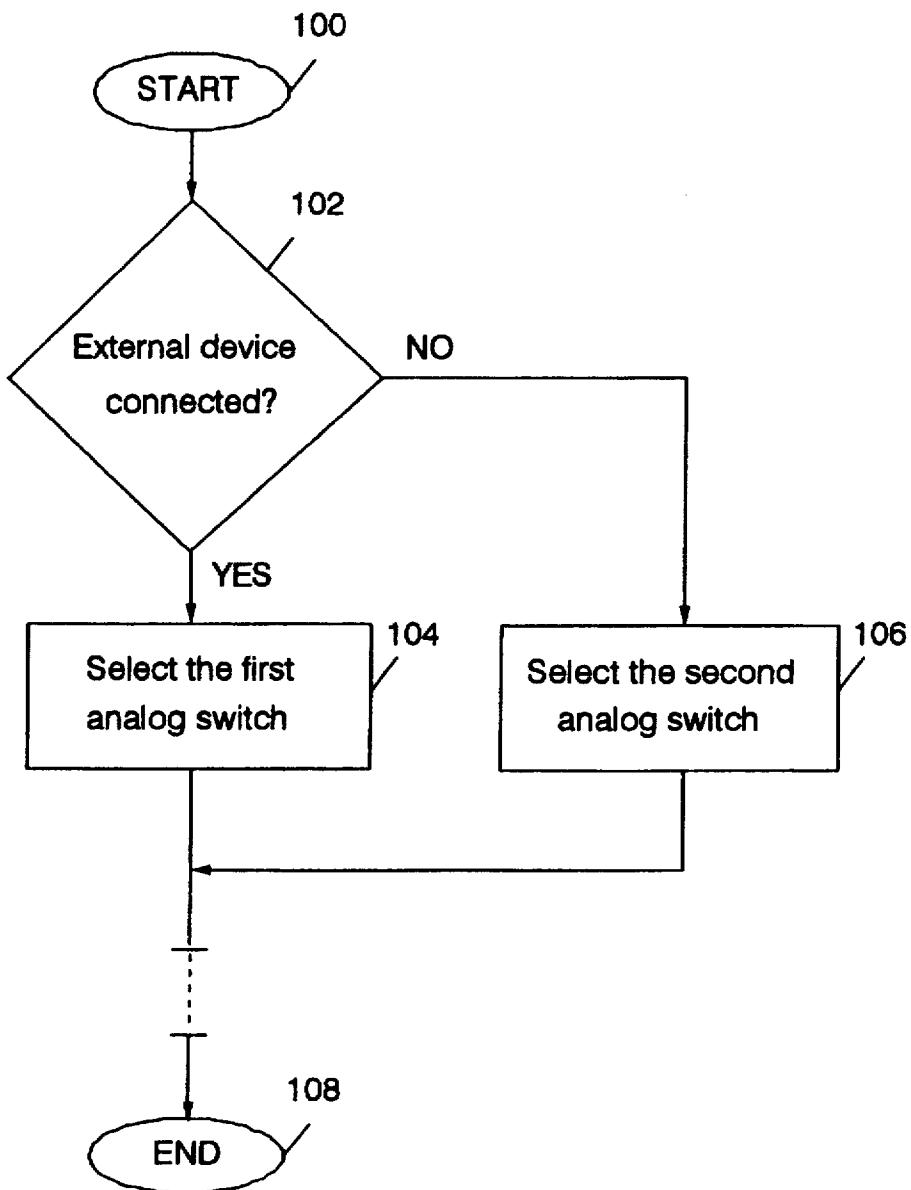 100
START
102
External device
connected?
NO
YES
104
Select the first
analog switch
106
Select the second
analog switch
108
END